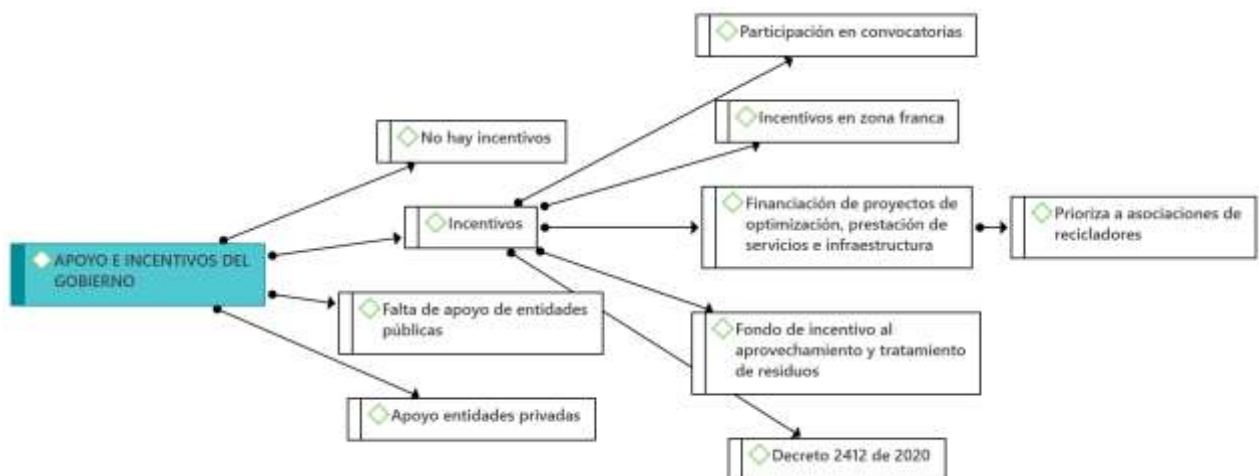 Participación en convocatorias
Incentivos en zona franca
No hay incentivos
Incentivos
Financiación de proyectos de
optimización, prestación de
servicios e infraestructura
Prioriza a asociaciones de
recicladores
APOYO E INCENTIVOS DEL
GOBIERNO
Falta de apoyo de entidades
públicas
Fondo de incentivo al
aprovechamiento y tratamiento
de residuos
Apoyo entidades privadas
Decreto 2412 de 2020